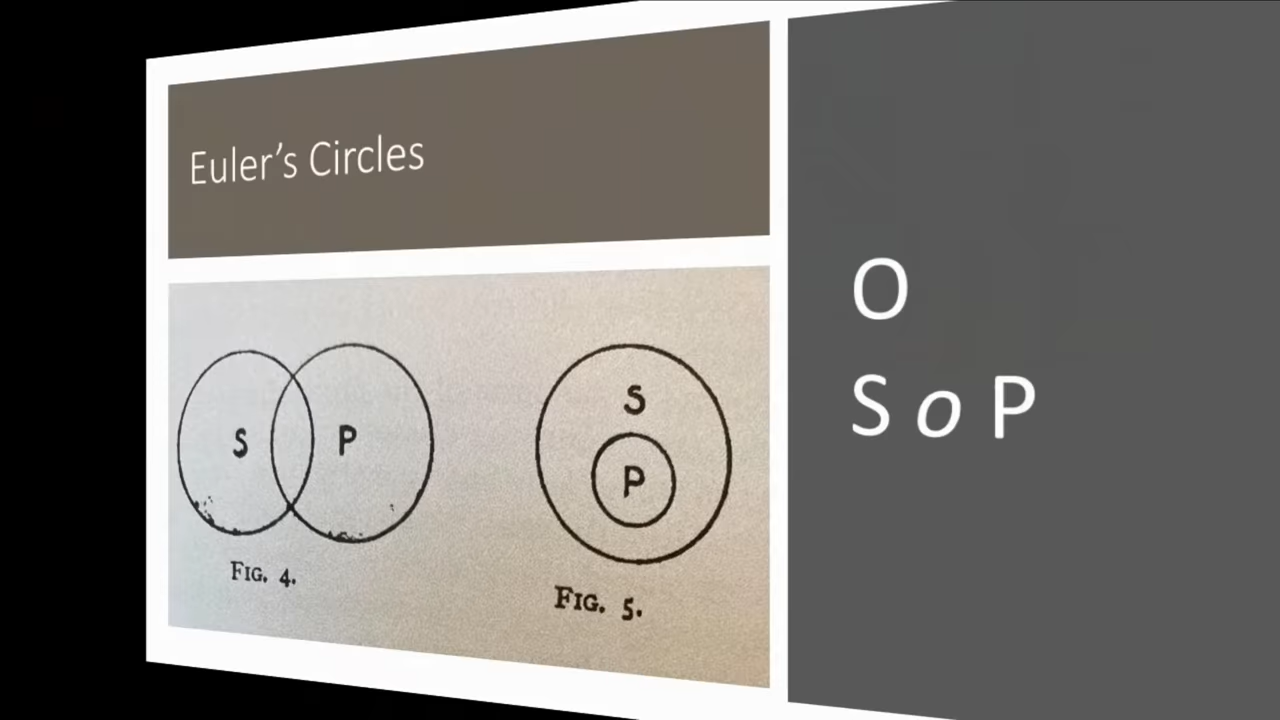 Euler's Circles
S P
S
P
FIG. 4.
FIG. 5.
O
S o P